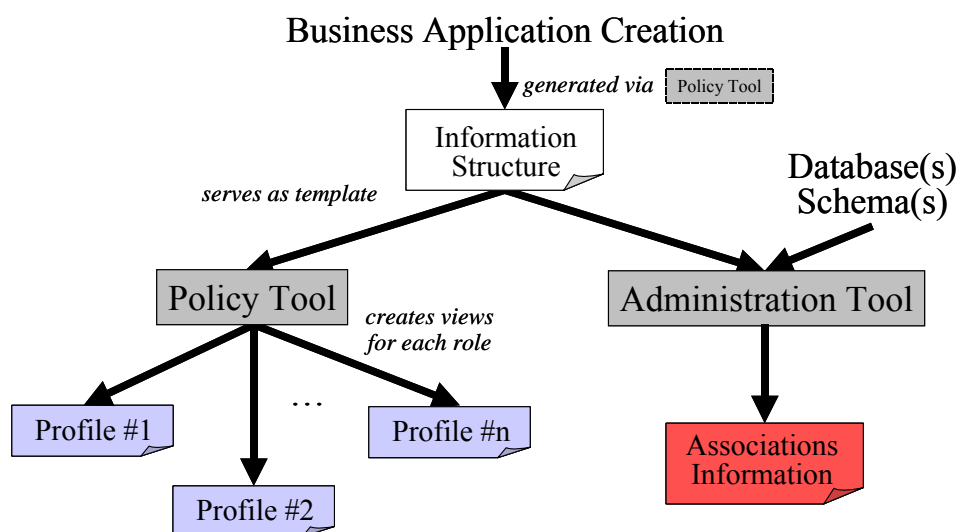 Business Application Creation
generated via
Policy Tool
Information
Structure
Database(s)
Schema(s)
serves as template
Policy Tool
Administration Tool
creates views
for each role
...
Profile #1
Profile #n
Associations
Information
Profile #2